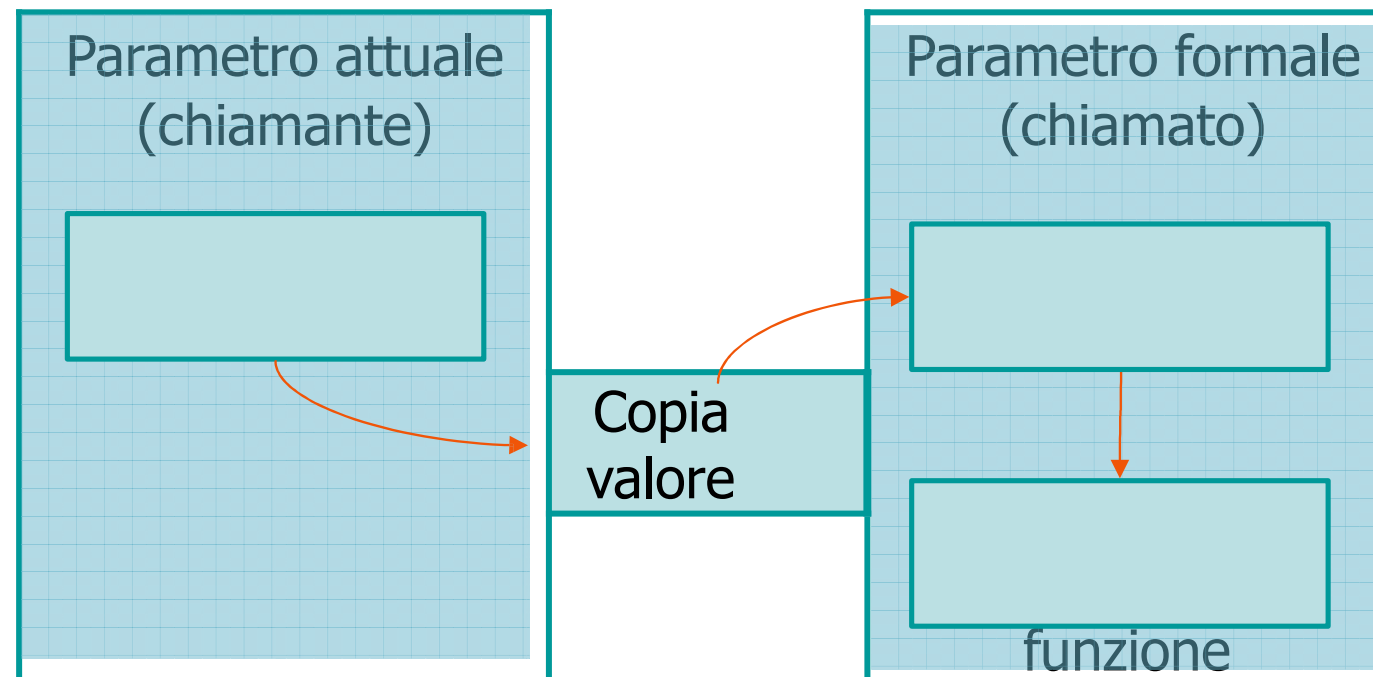 Parametro attuale
(chiamante)
Parametro formale
(chiamato)
Copia
valore
funzione